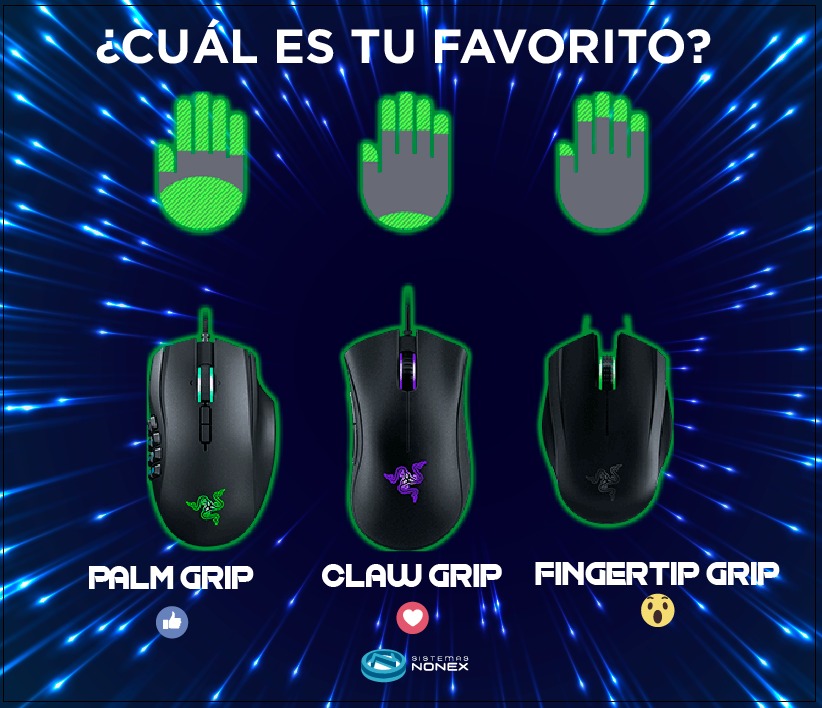 ¿CUÁL ES TU FAVORITO?
PALM GRIP
CLAW GRIP
FINGERTIP GRIP
SISTEMAS
NONEX